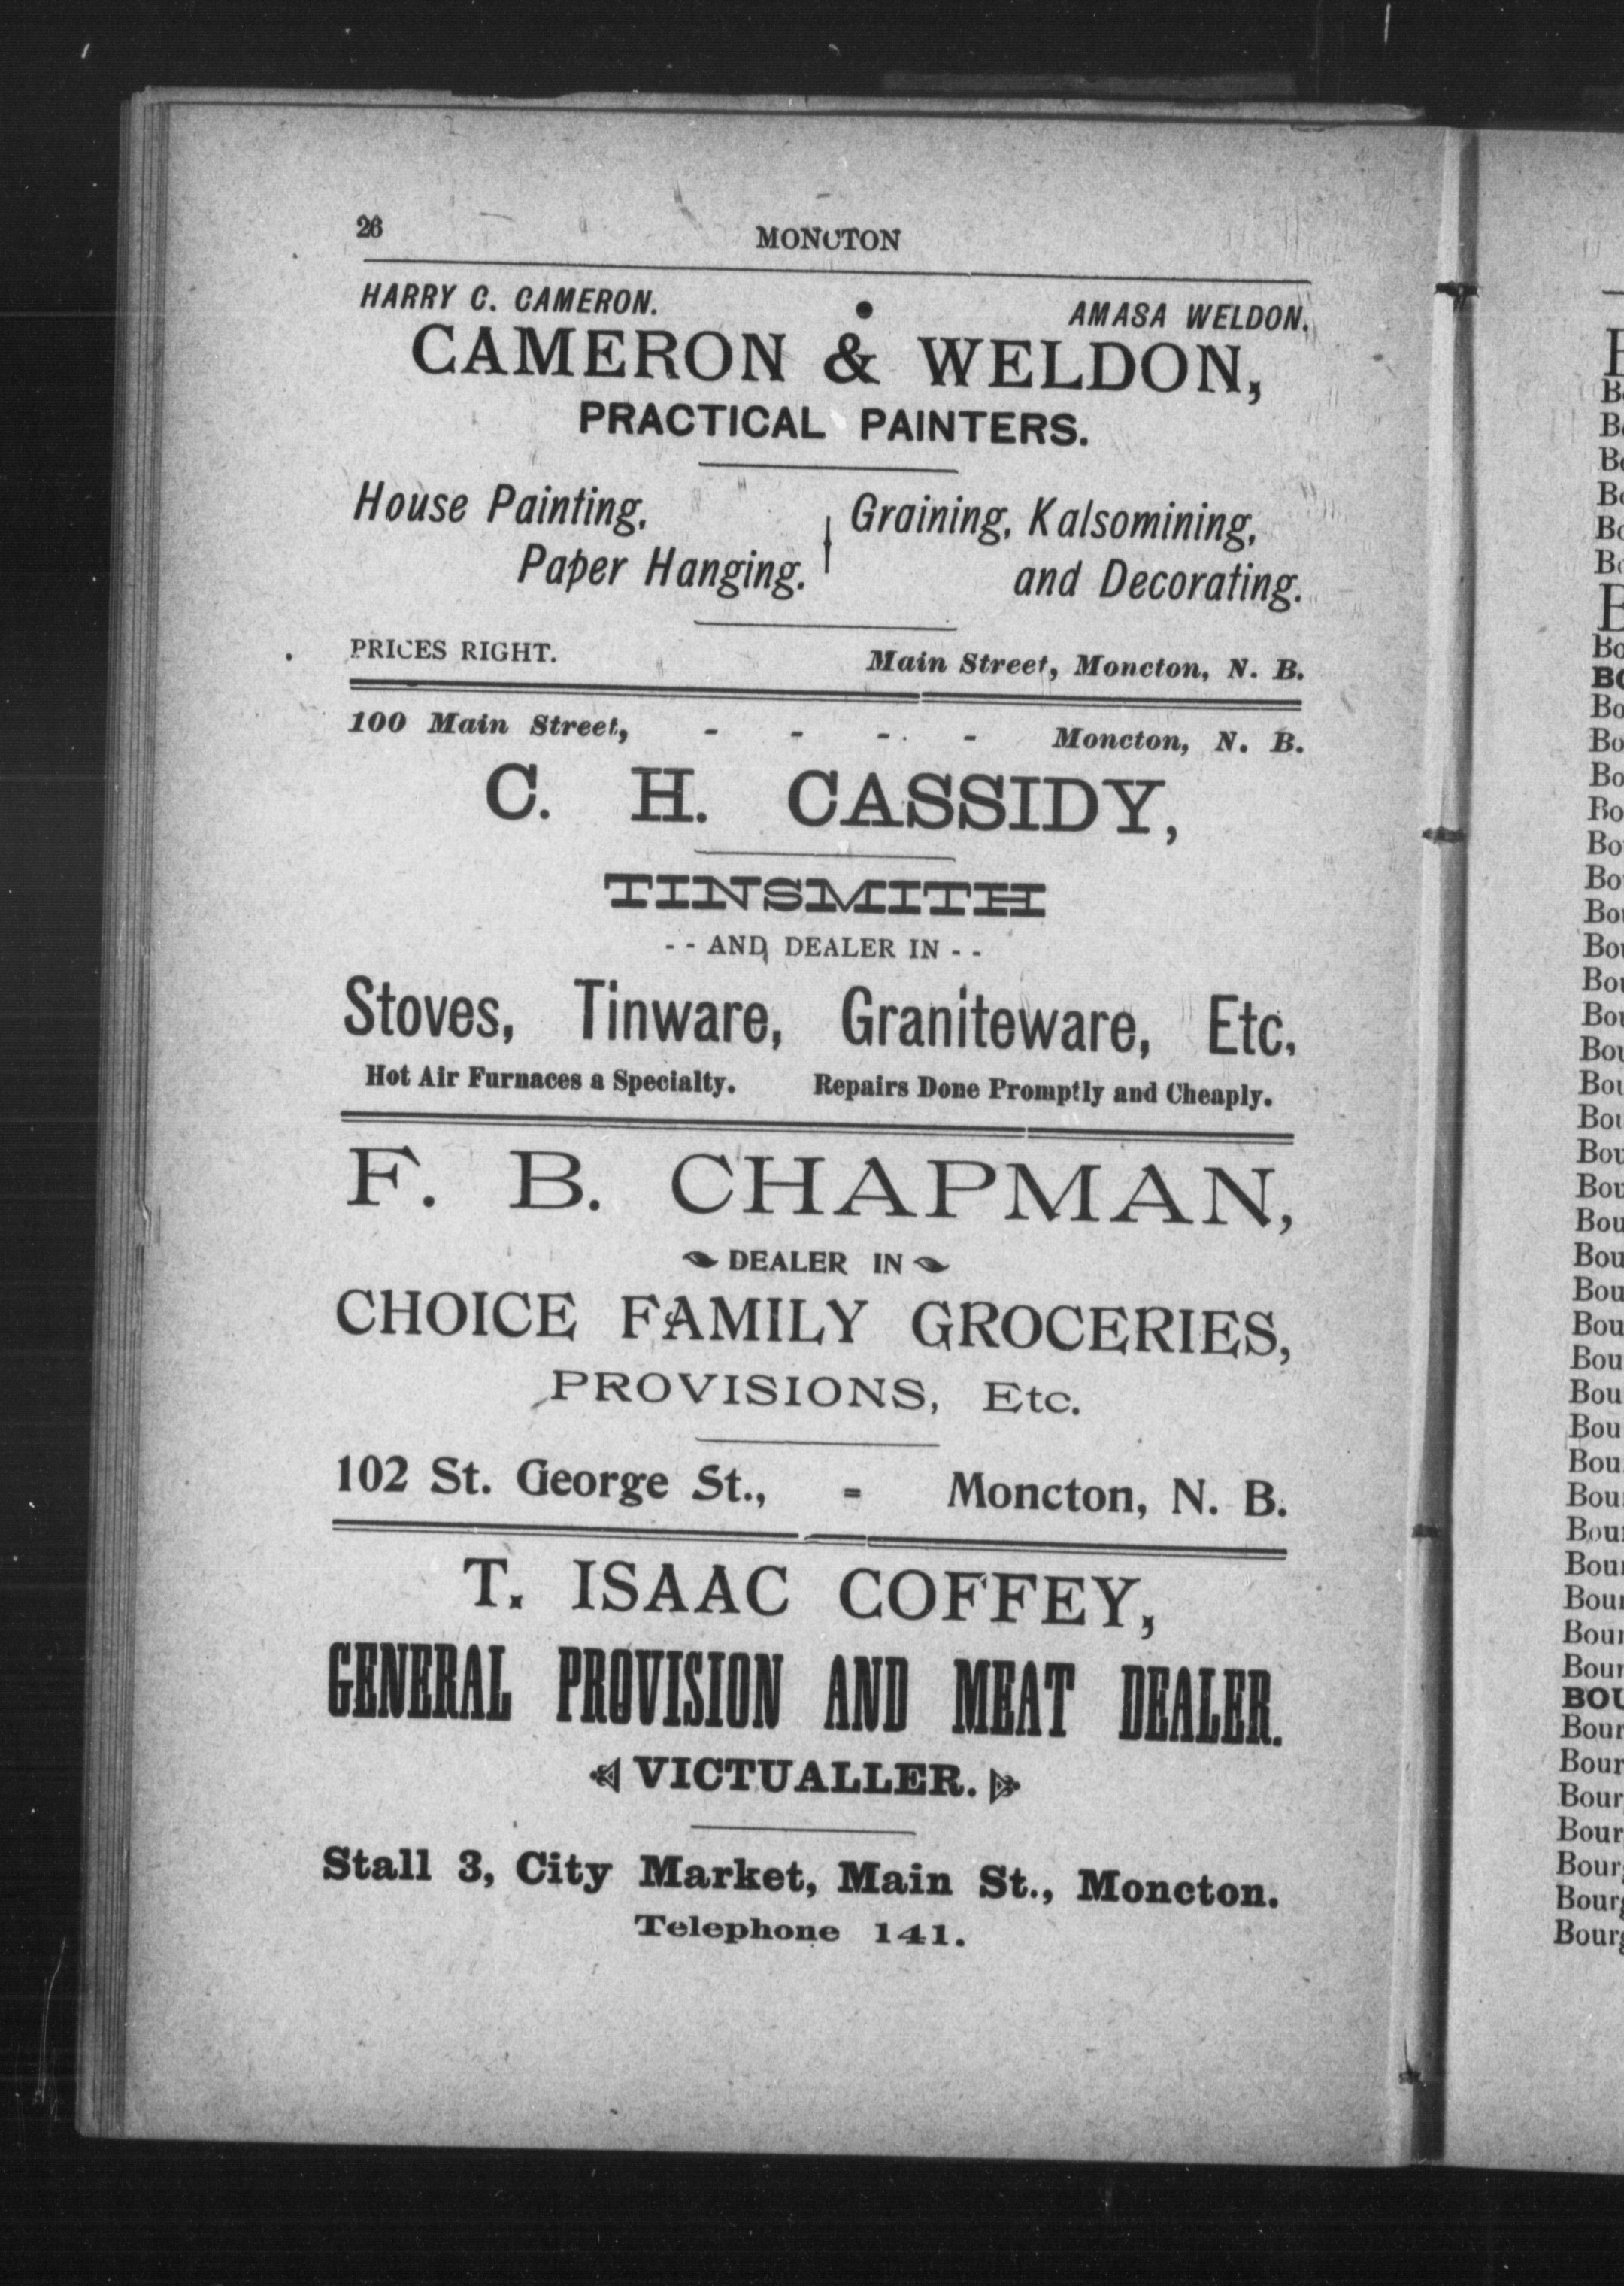 26
MONCTON
HARRY C. CAMERON. AMASA WELDON.
CAMERON & WELDON,
PRACTICAL PAINTERS.
House Painting, Graining, Kalsomining,
Paper Hanging. and Decorating.
PRICES RIGHT. Main Street, Moncton, N. B.
100 Main Street, - - - - Moncton, N. B.
C. H. CASSIDY,
TINSMITH
- - AND DEALER IN - -
Stoves, Tinware, Graniteware, Etc,
Hot Air Furnaces a Specialty. Repairs Done Promptly and Cheaply.
F. B. CHAPMAN,
DEALER IN
CHOICE FAMILY GROCERIES,
PROVISIONS, Etc.
102 St. George St., - Moncton, N. B.
T. ISAAC COFFEY,
GENERAL PROVISION AND MEAT DEALER.
VICTUALLER.
Stall 3, City Market, Main St., Moncton.
Telephone 141.